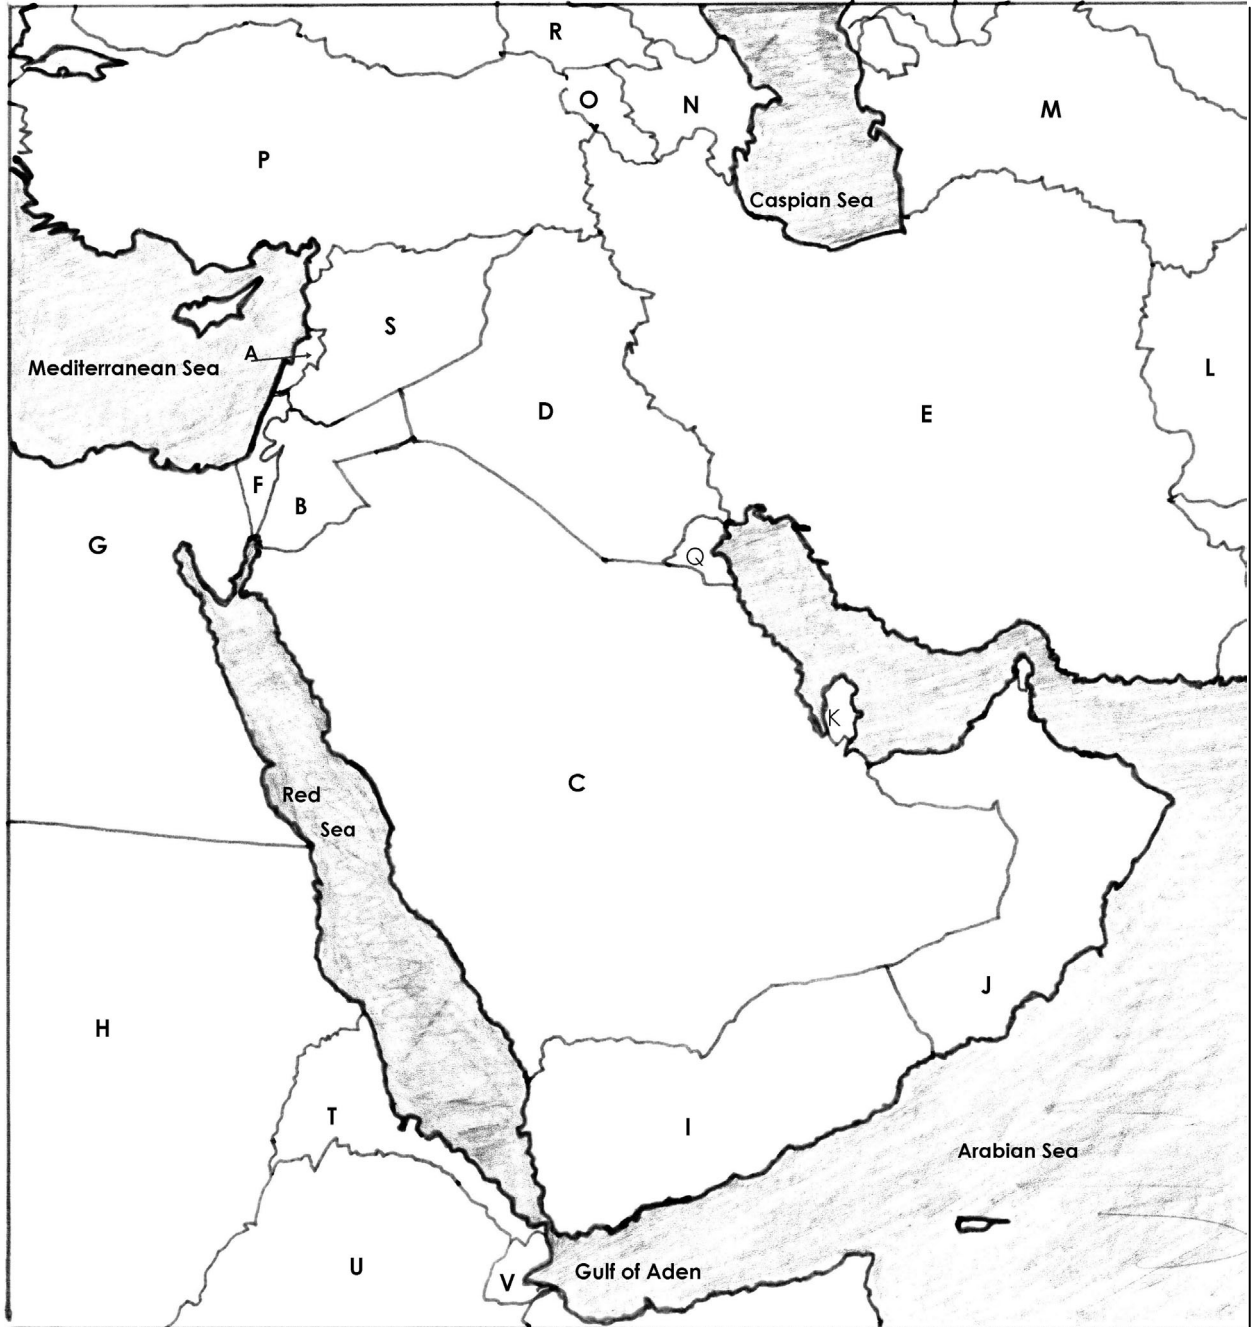 R
O
N
M
P
Caspian Sea
S
A
Mediterranean Sea
L
D
E
F
B
G
Q
K
C
Red
Sea
J
H
T
I
Arabian Sea
U
V
Gulf of Aden